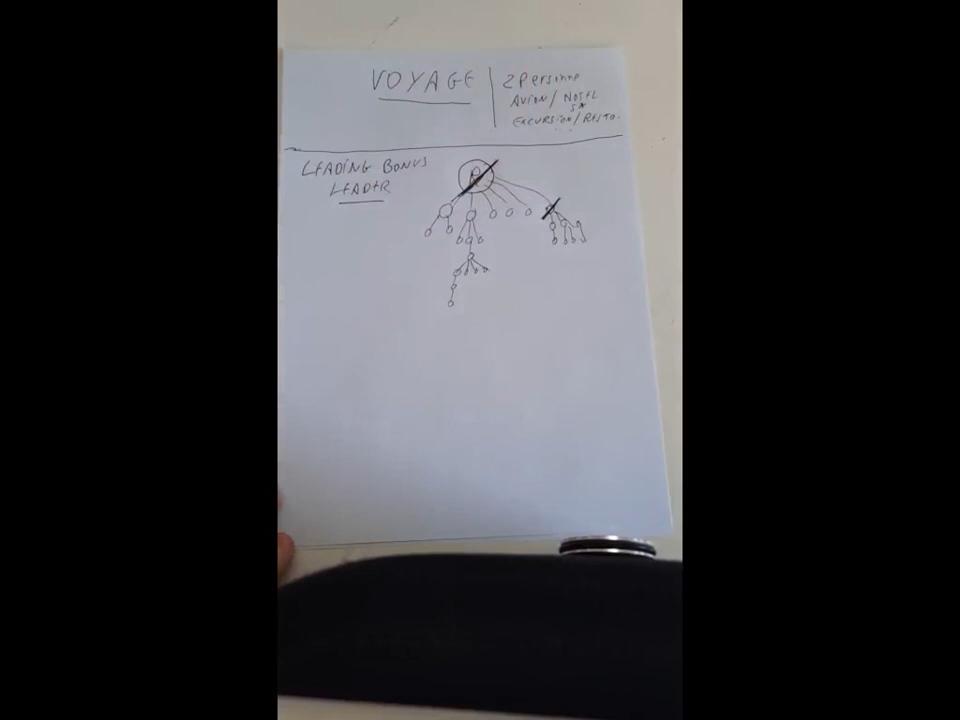 VOYAGE
2 Personne
AVION / HOTEL
5*
EXCURSION / RESTO.
LEADING BONUS
LEADER